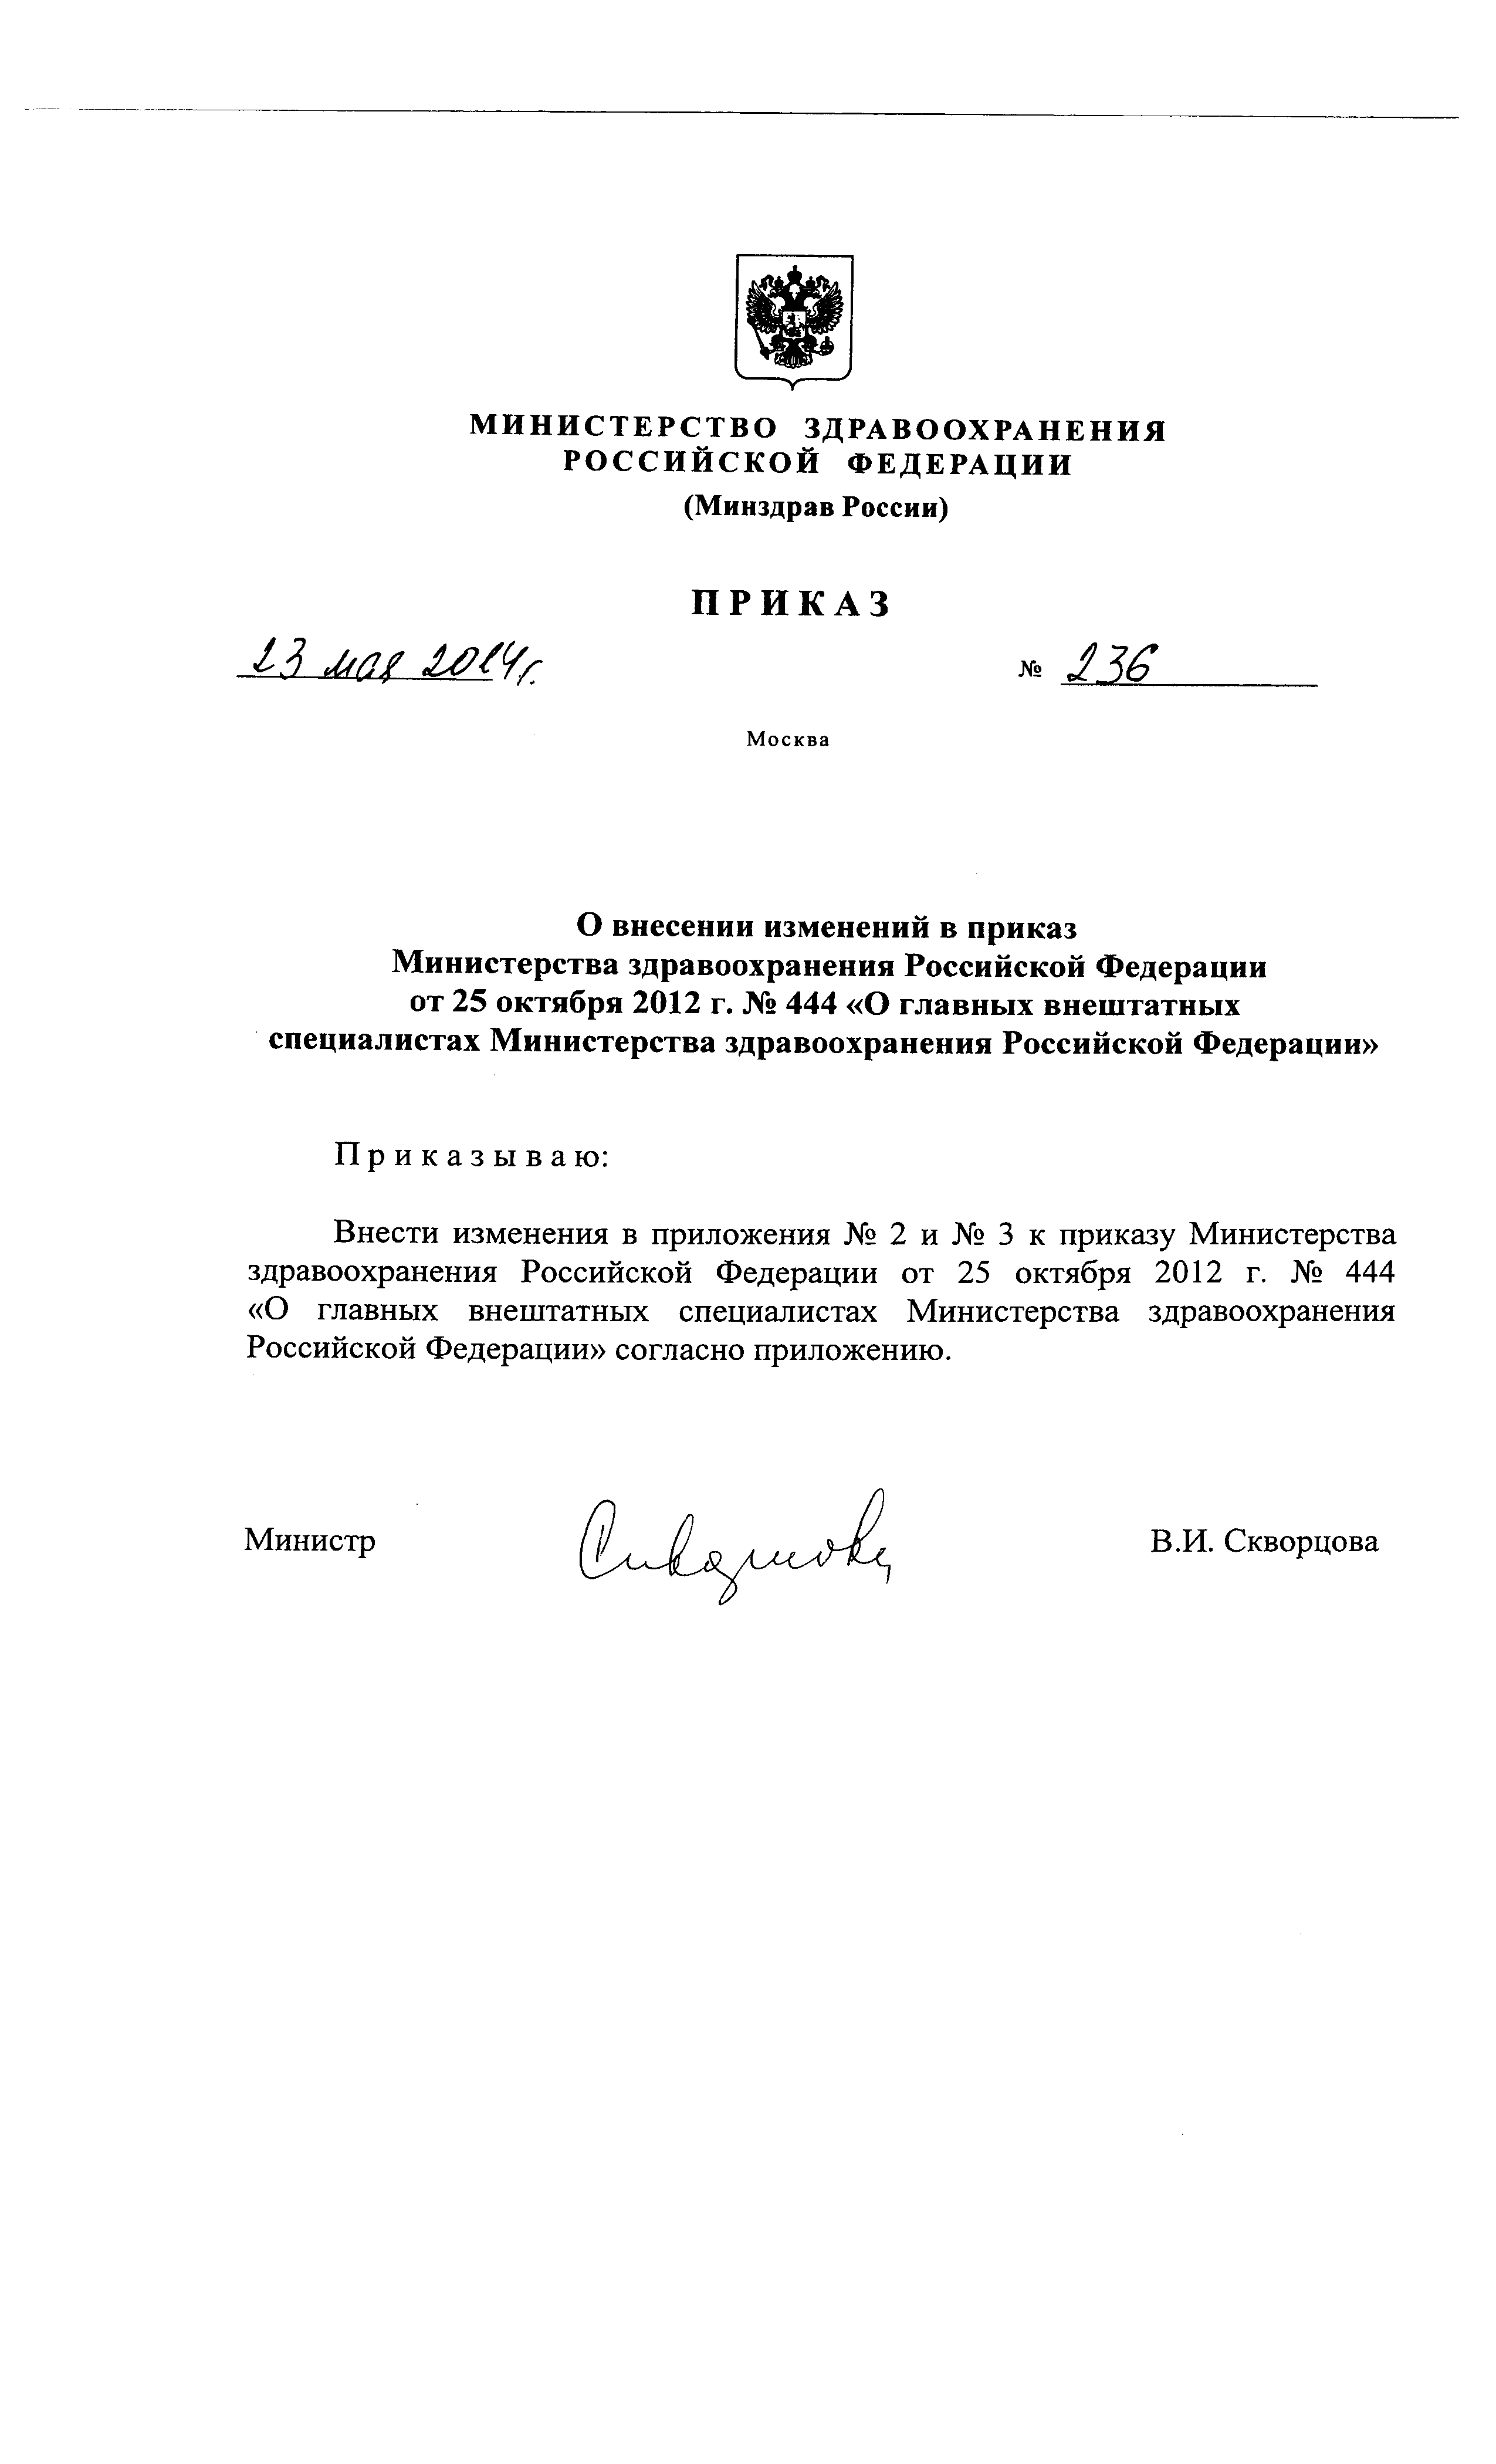 МИНИСТЕРСТВО ЗДРАВООХРАНЕНИЯ
РОССИЙСКОЙ ФЕДЕРАЦИИ
(Минздрав России)
ПРИКАЗ
23 мая 2014г. № 236
Москва
О внесении изменений в приказ
Министерства здравоохранения Российской Федерации
от 25 октября 2012 г. № 444 «О главных внештатных
специалистах Министерства здравоохранения Российской Федерации»
Приказываю:
Внести изменения в приложения № 2 и № 3 к приказу Министерства
здравоохранения Российской Федерации от 25 октября 2012 г. № 444
«О главных внештатных специалистах Министерства здравоохранения
Российской Федерации» согласно приложению.
Министр В.И. Скворцова